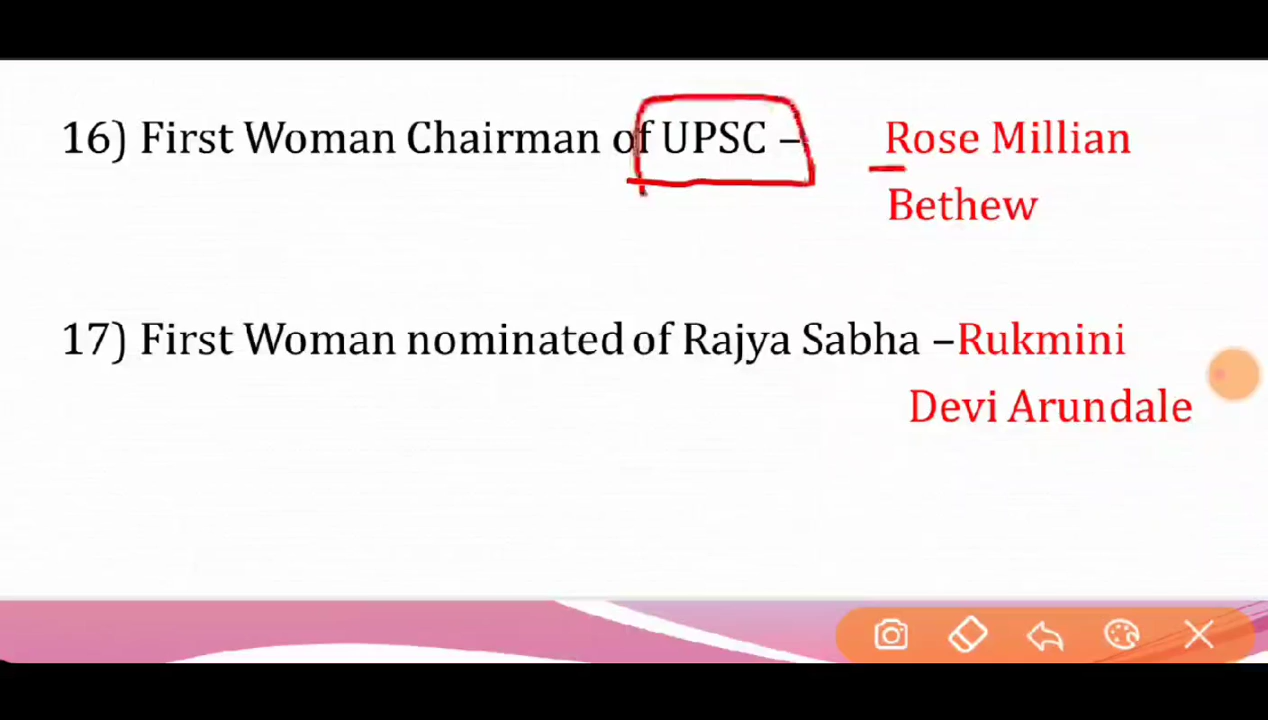 16) First Woman Chairman of UPSC – Rose Millian
Bethew
17) First Woman nominated of Rajya Sabha –Rukmini
Devi Arundale